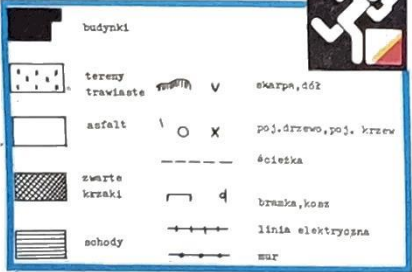 budynki
tereny
trawiaste
skarpa,dół
asfalt
poj.drzewo,poj. krzew
ścieżka
zwarte
krzaki
bramka,kosz
linia elektryczna
schody
mur